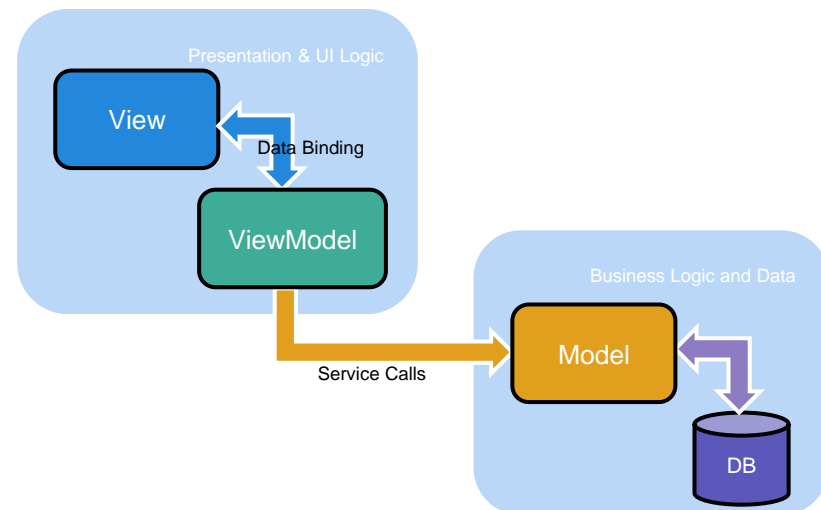 Presentation & UI Logic
View
Data Binding
ViewModel
Business Logic and Data
Model
Service Calls
DB